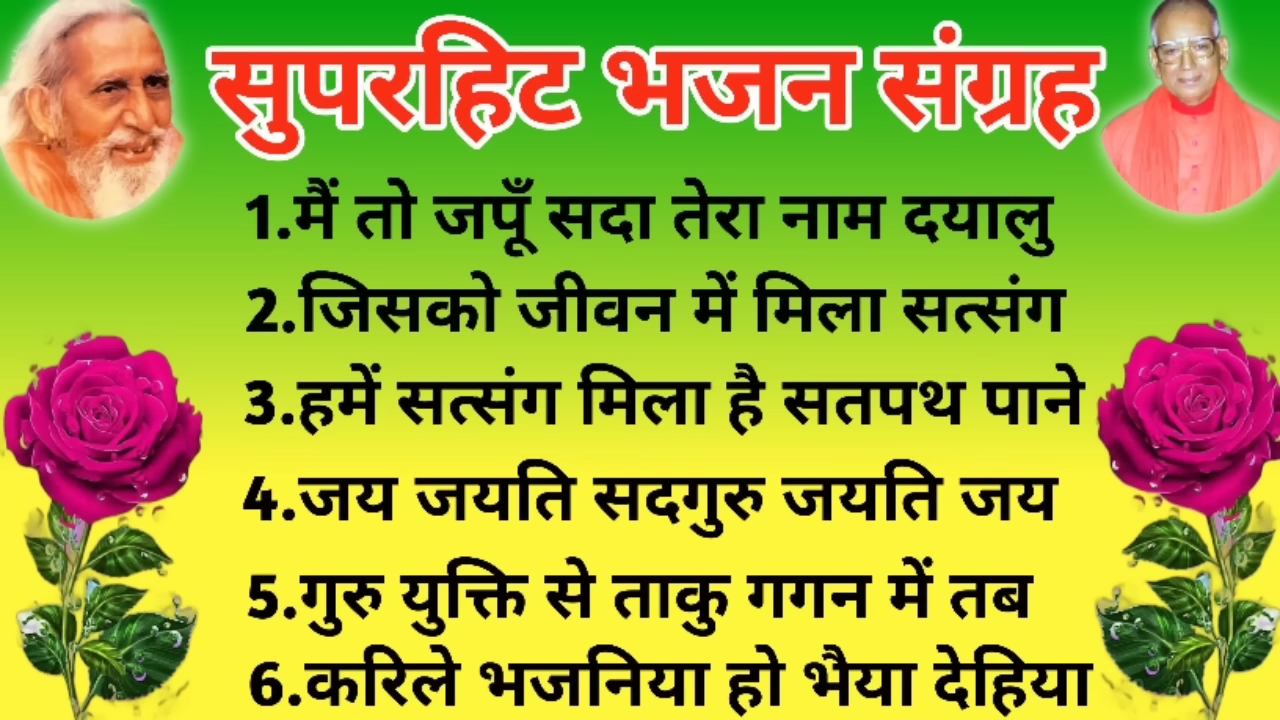 सुपरहिट भजन संग्रह
1.मैं तो जपूँ सदा तेरा नाम दयालु
2.जिसको जीवन में मिला सत्संग
3.हमें सत्संग मिला है सतपथ पाने
4.जय जयति सदगुरु जयति जय
5.गुरु युक्ति से ताकु गगन में तब
6.करिले भजनिया हो भैया देहिया